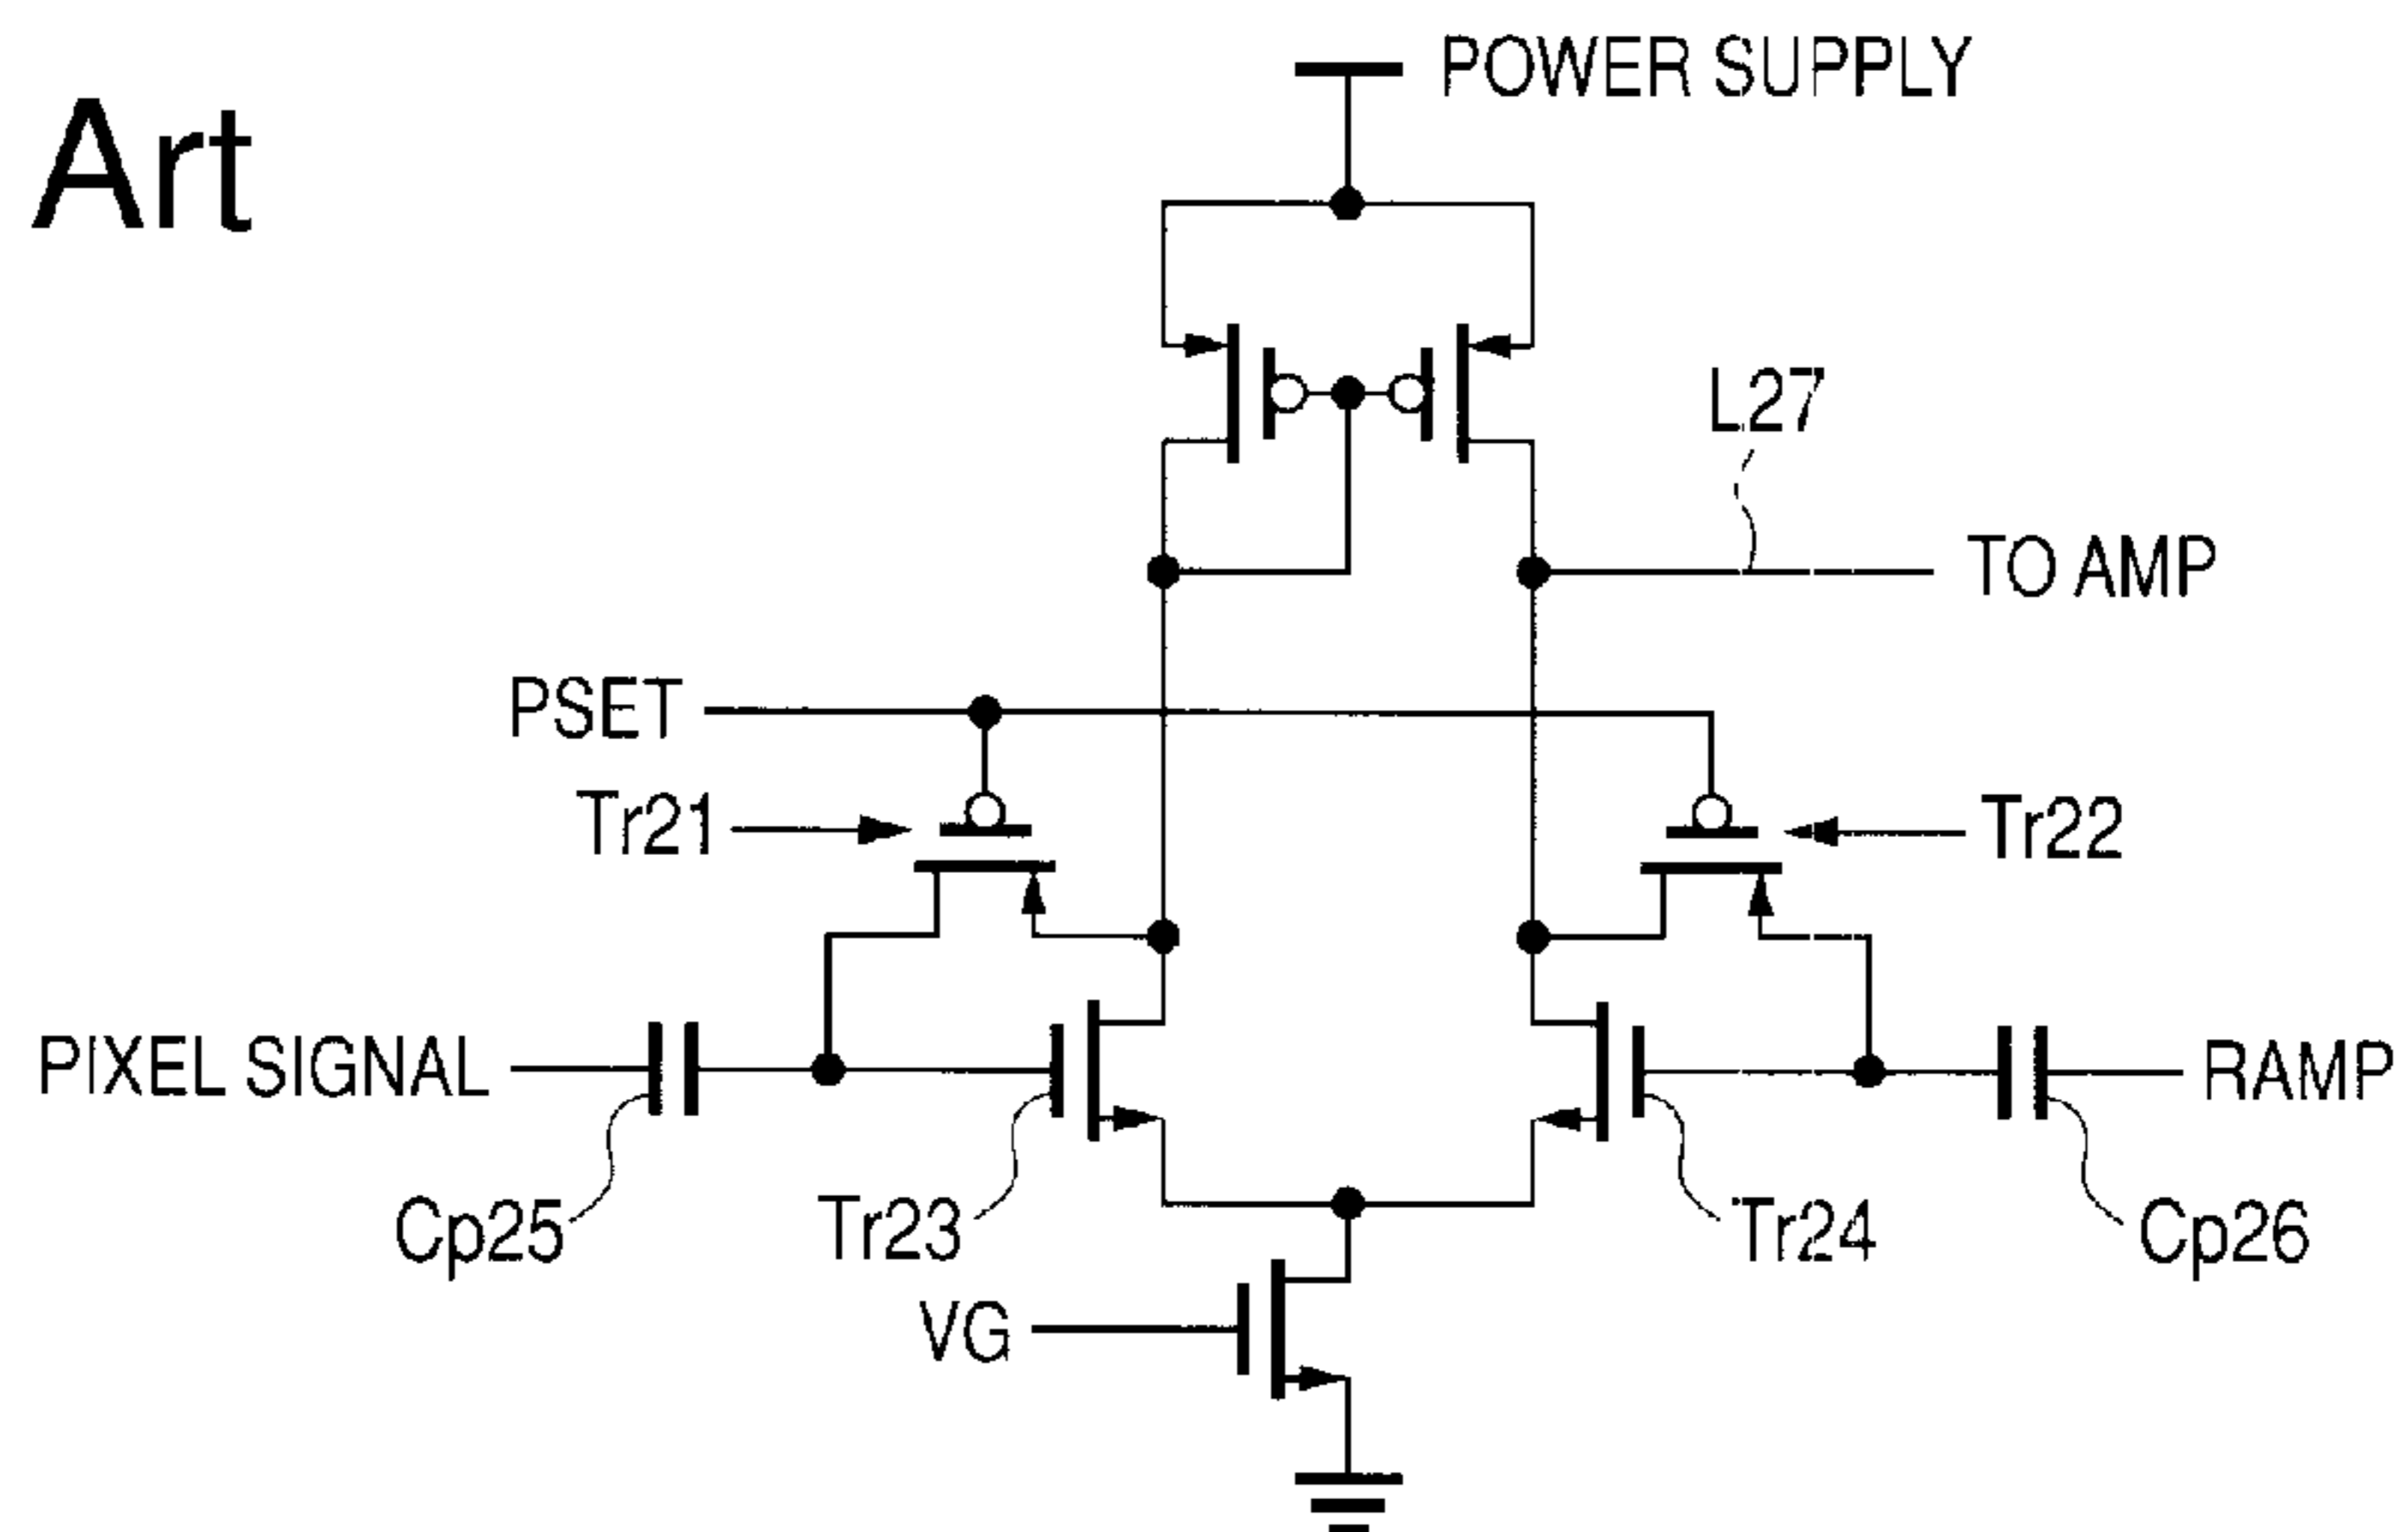 Art
POWER SUPPLY
L27
TO AMP
PSET
Tr21
Tr22
PIXEL SIGNAL
RAMP
Cp25
Tr23
Tr24
Cp26
VG